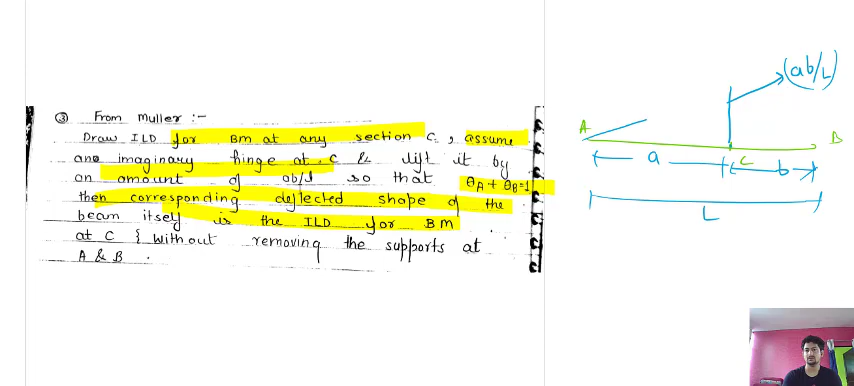 ③ From Muller :-
Draw ILD for BM at any section C, assume
ane imaginary hinge at C & lift it by
an amount of ab/l so that θA + θB = 1
then corresponding deflected shape of the
beam itself is the ILD for BM
at C { without removing the supports at
A & B .
(ab/L)
A
B
C
a
b
L